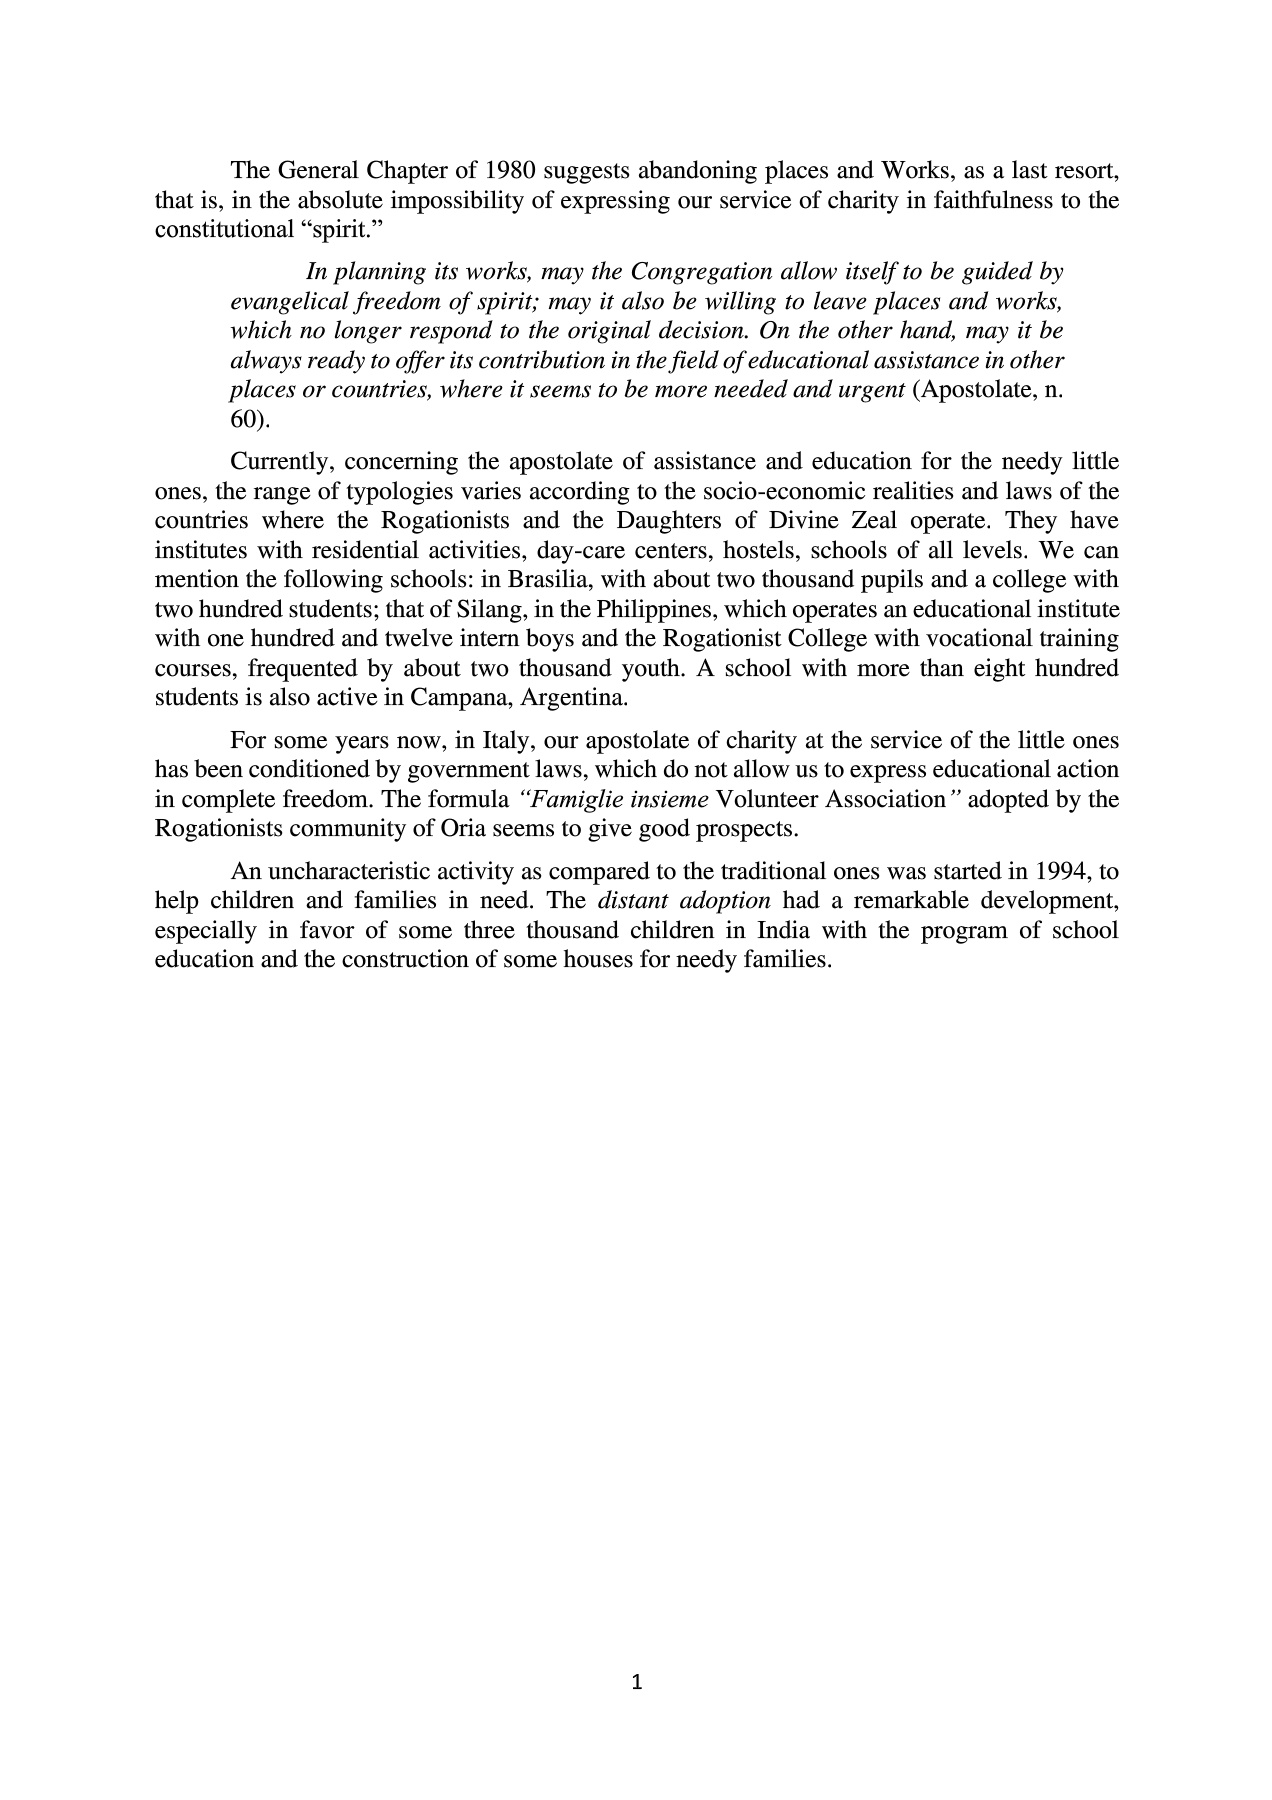 The General Chapter of 1980 suggests abandoning places and Works, as a last resort,
that is, in the absolute impossibility of expressing our service of charity in faithfulness to the
constitutional “spirit.”
In planning its works, may the Congregation allow itself to be guided by
evangelical freedom of spirit; may it also be willing to leave places and works,
which no longer respond to the original decision. On the other hand, may it be
always ready to offer its contribution in the field of educational assistance in other
places or countries, where it seems to be more needed and urgent (Apostolate, n.
60).
Currently, concerning the apostolate of assistance and education for the needy little
ones, the range of typologies varies according to the socio-economic realities and laws of the
countries where the Rogationists and the Daughters of Divine Zeal operate. They have
institutes with residential activities, day-care centers, hostels, schools of all levels. We can
mention the following schools: in Brasilia, with about two thousand pupils and a college with
two hundred students; that of Silang, in the Philippines, which operates an educational institute
with one hundred and twelve intern boys and the Rogationist College with vocational training
courses, frequented by about two thousand youth. A school with more than eight hundred
students is also active in Campana, Argentina.
For some years now, in Italy, our apostolate of charity at the service of the little ones
has been conditioned by government laws, which do not allow us to express educational action
in complete freedom. The formula “Famiglie insieme Volunteer Association” adopted by the
Rogationists community of Oria seems to give good prospects.
An uncharacteristic activity as compared to the traditional ones was started in 1994, to
help children and families in need. The distant adoption had a remarkable development,
especially in favor of some three thousand children in India with the program of school
education and the construction of some houses for needy families.
1